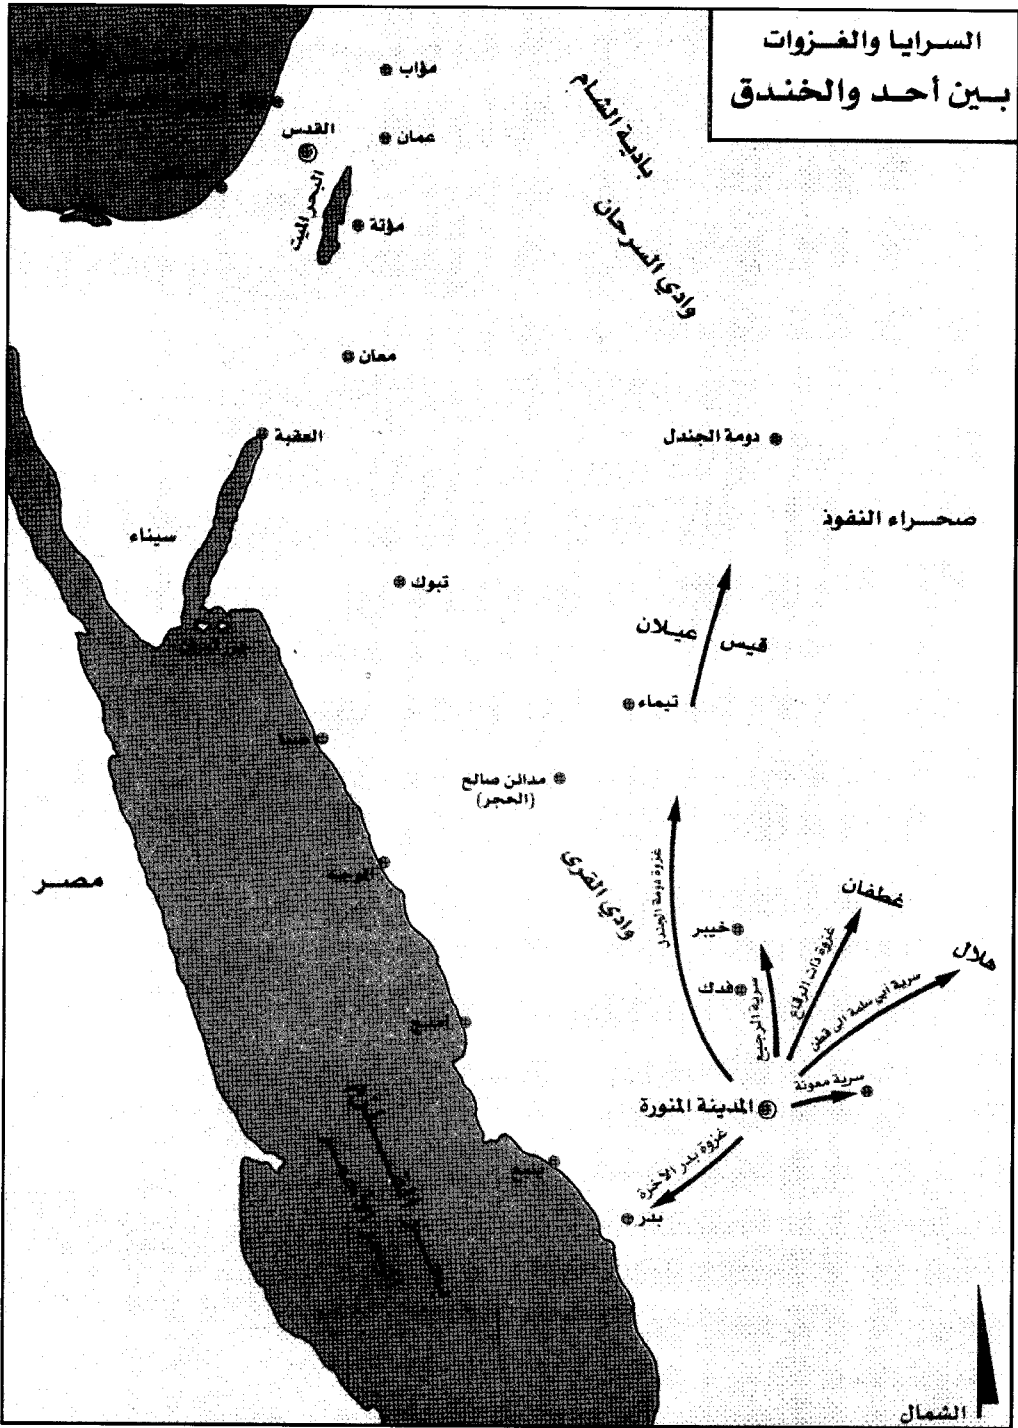 السرايا والغزوات
بين أحد والخندق
مؤاب
بادية الشام
القدس
عمان
البحر الميت
مؤتة
وادي السرحان
معان
العقبة
دومة الجندل
صحراء النفوذ
سيناء
تبوك
قيس عيلان
تيماء
ضبا
مدائن صالح
(الحجر)
مصر
الوجه
وادي القرى
غزوة دومة الجندل
غطفان
خيبر
غزوة ذات الرقاع
هلال
فدك
سرية الرجيع
سرية أبي سلمة الى قطن
أملج
سرية معونة
المدينة المنورة
غزوة بدر الآخرة
ينبع
بدر
الشمال